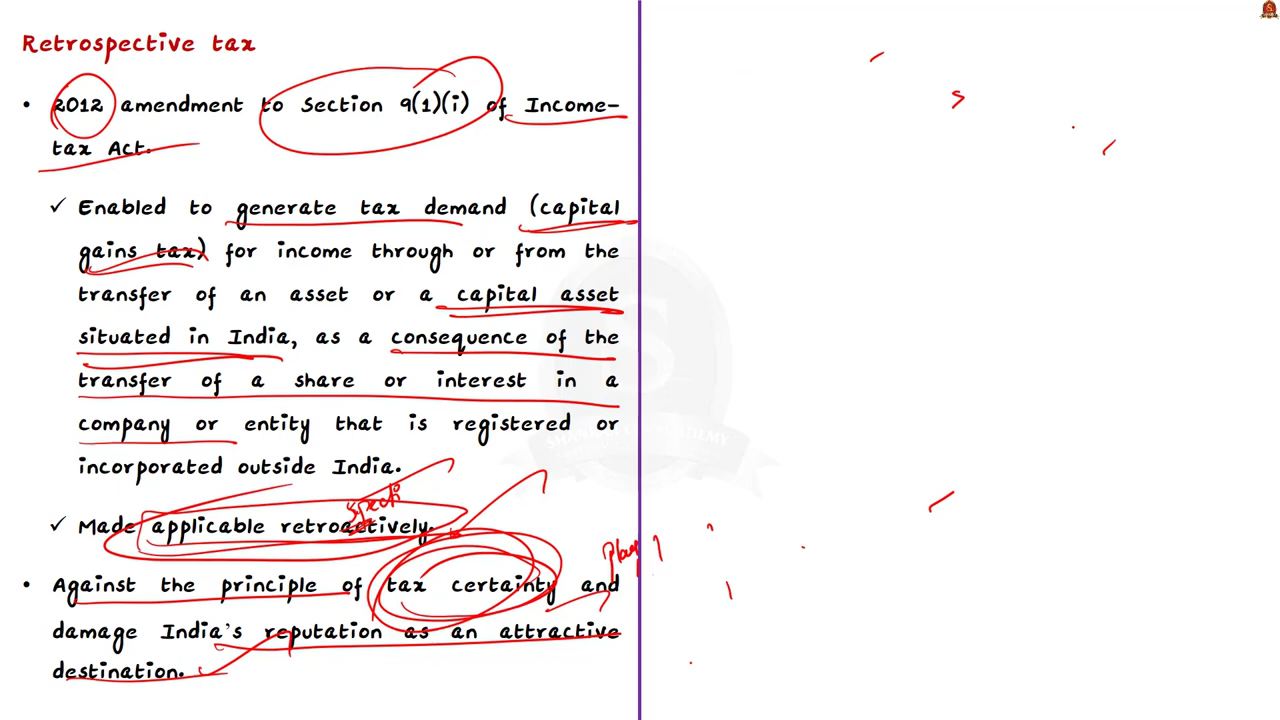 Retrospective tax
• 2012 amendment to Section 9(1)(i) of Income-
tax Act.
✓ Enabled to generate tax demand (capital
gains tax) for income through or from the
transfer of an asset or a capital asset
situated in India, as a consequence of the
transfer of a share or interest in a
company or entity that is registered or
incorporated outside India.
✓ Made applicable retroactively.
• Against the principle of tax certainty and
damage India's reputation as an attractive
destination.